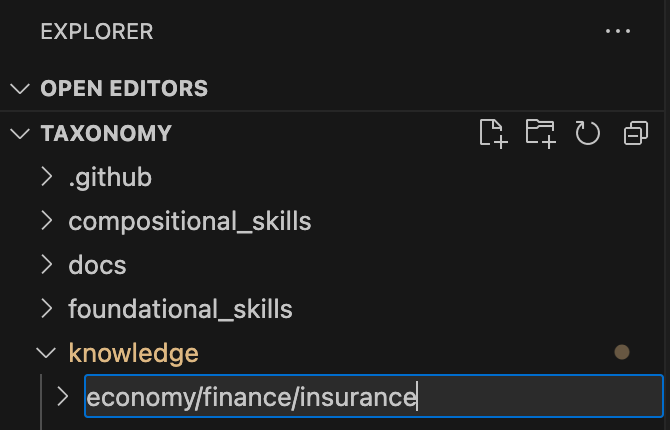 EXPLORER
OPEN EDITORS
TAXONOMY
.github
compositional_skills
docs
foundational_skills
knowledge
economy/finance/insurance